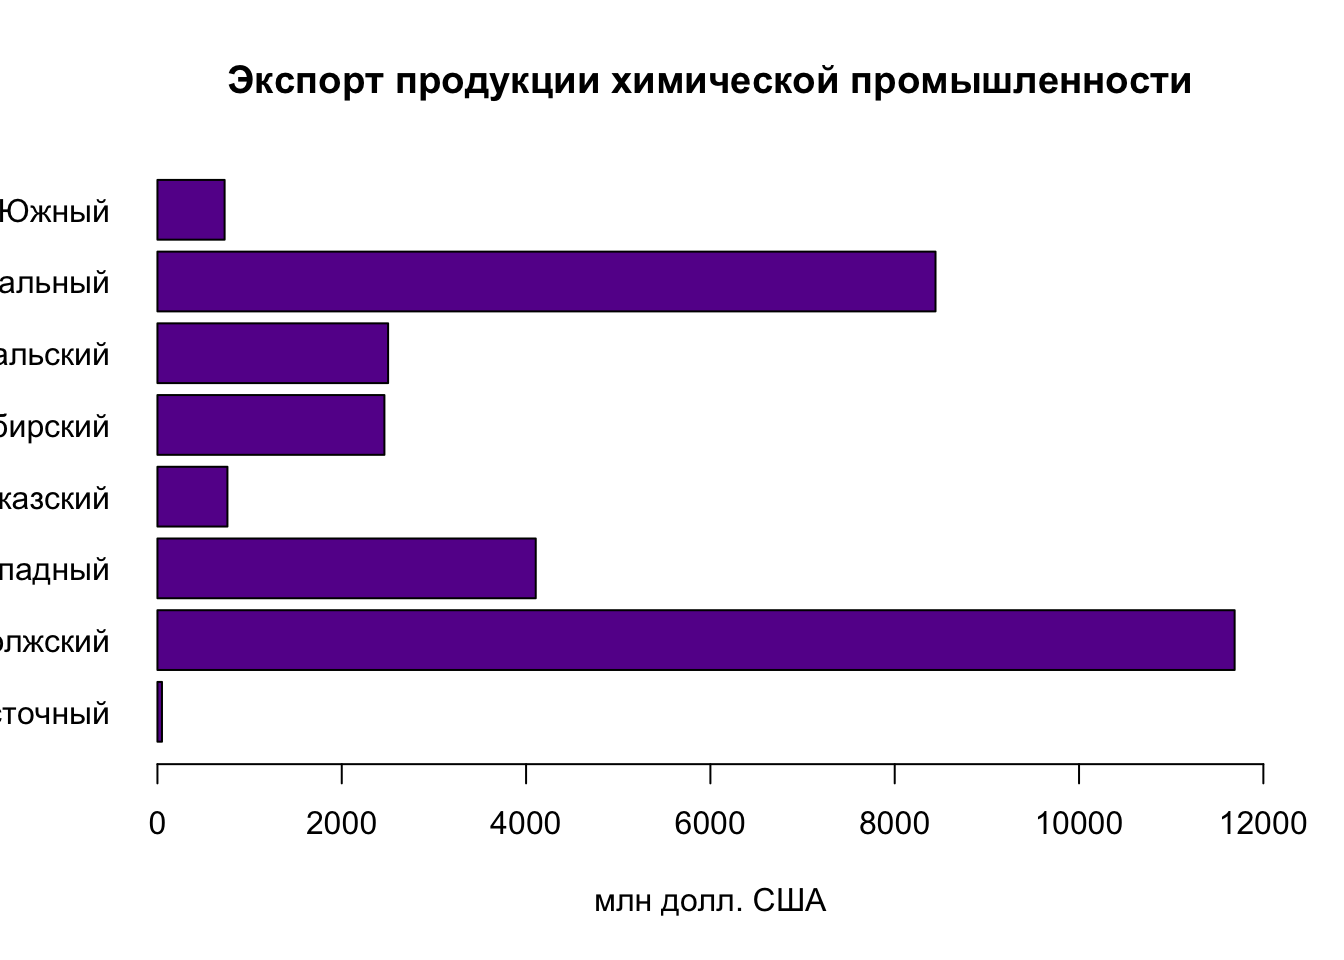 Экспорт продукции химической промышленности
Южный
альный
альский
бирский
казский
падный
олжский
сточный
0 2000 4000 6000 8000 10000 12000
млн долл. США